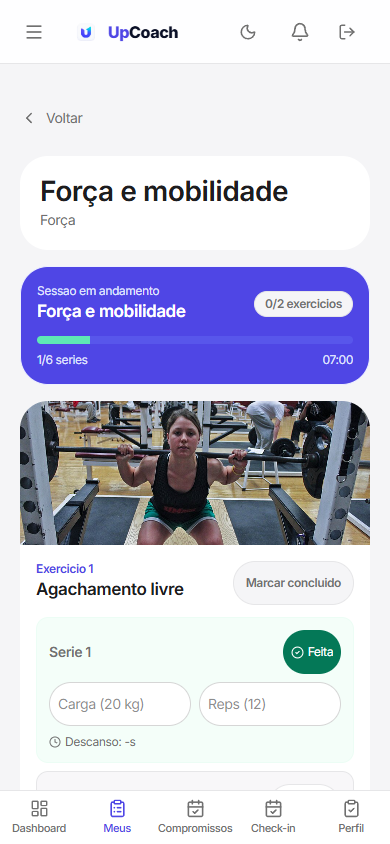 UpCoach
Voltar
Força e mobilidade
Força
Sessao em andamento
Força e mobilidade
0/2 exercicios
1/6 series
07:00
Exercicio 1
Agachamento livre
Marcar concluido
Serie 1
Feita
Carga (20 kg)
Reps (12)
Descanso: -s
Dashboard
Meus
Compromissos
Check-in
Perfil